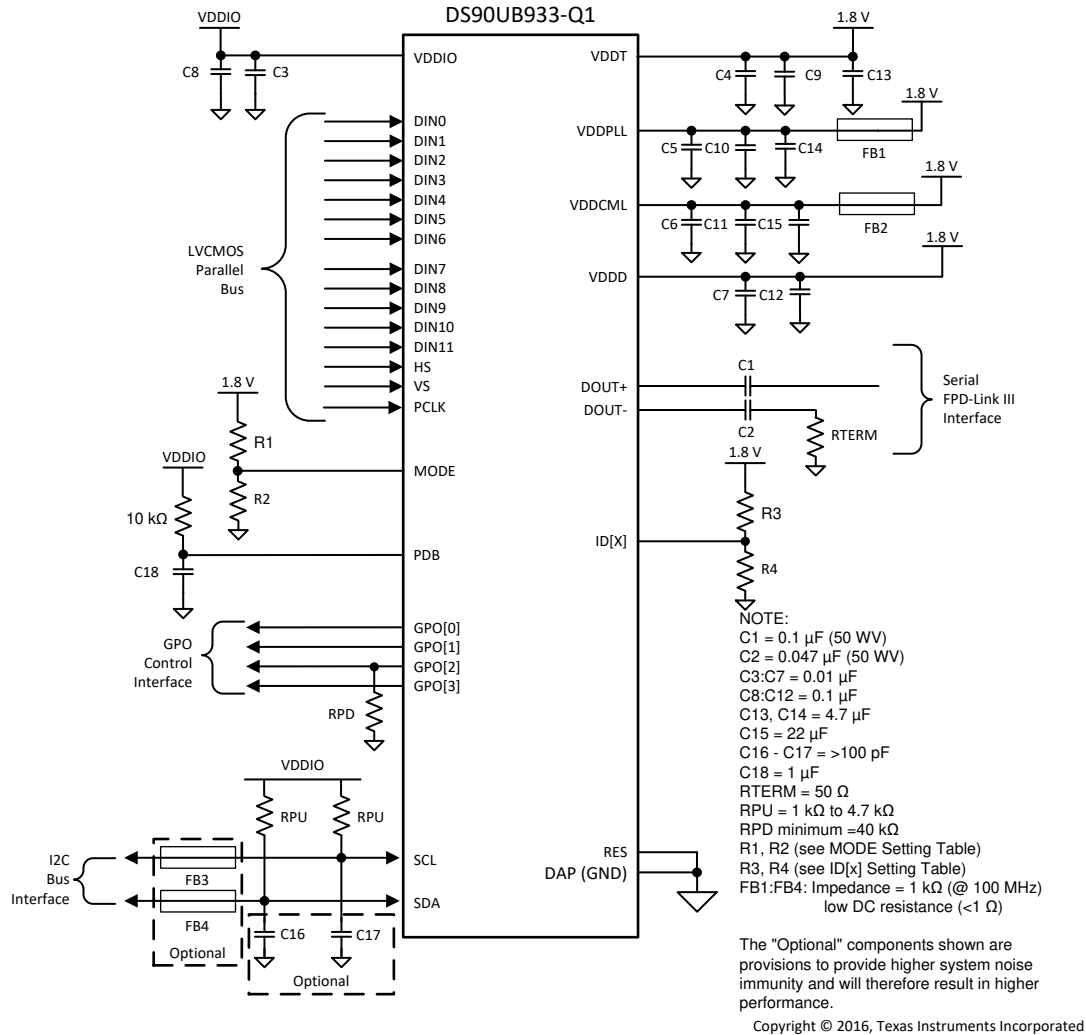 DS90UB933-Q1
VDDIO
C8
C3
VDDIO
LVCMOS
Parallel
Bus
DIN0
DIN1
DIN2
DIN3
DIN4
DIN5
DIN6
DIN7
DIN8
DIN9
DIN10
DIN11
HS
VS
PCLK
1.8 V
R1
R2
MODE
VDDIO
10 kΩ
C18
PDB
GPO
Control
Interface
GPO[0]
GPO[1]
GPO[2]
GPO[3]
RPD
VDDIO
RPU
RPU
I2C
Bus
Interface
FB3
FB4
Optional
SCL
SDA
C16
C17
Optional
1.8 V
VDDT
C4
C9
C13
1.8 V
VDDPLL
C5
C10
C14
FB1
1.8 V
VDDCML
C6
C11
C15
FB2
1.8 V
VDDD
C7
C12
DOUT+
DOUT-
C1
C2
RTERM
Serial
FPD-Link III
Interface
1.8 V
R3
ID[X]
R4
RES
DAP (GND)
NOTE:
C1 = 0.1 µF (50 WV)
C2 = 0.047 µF (50 WV)
C3:C7 = 0.01 µF
C8:C12 = 0.1 µF
C13, C14 = 4.7 µF
C15 = 22 µF
C16 - C17 = >100 pF
C18 = 1 µF
RTERM = 50 Ω
RPU = 1 kΩ to 4.7 kΩ
RPD minimum =40 kΩ
R1, R2 (see MODE Setting Table)
R3, R4 (see ID[x] Setting Table)
FB1:FB4: Impedance = 1 kΩ (@ 100 MHz)
low DC resistance (<1 Ω)
The "Optional" components shown are
provisions to provide higher system noise
immunity and will therefore result in higher
performance.
Copyright © 2016, Texas Instruments Incorporated